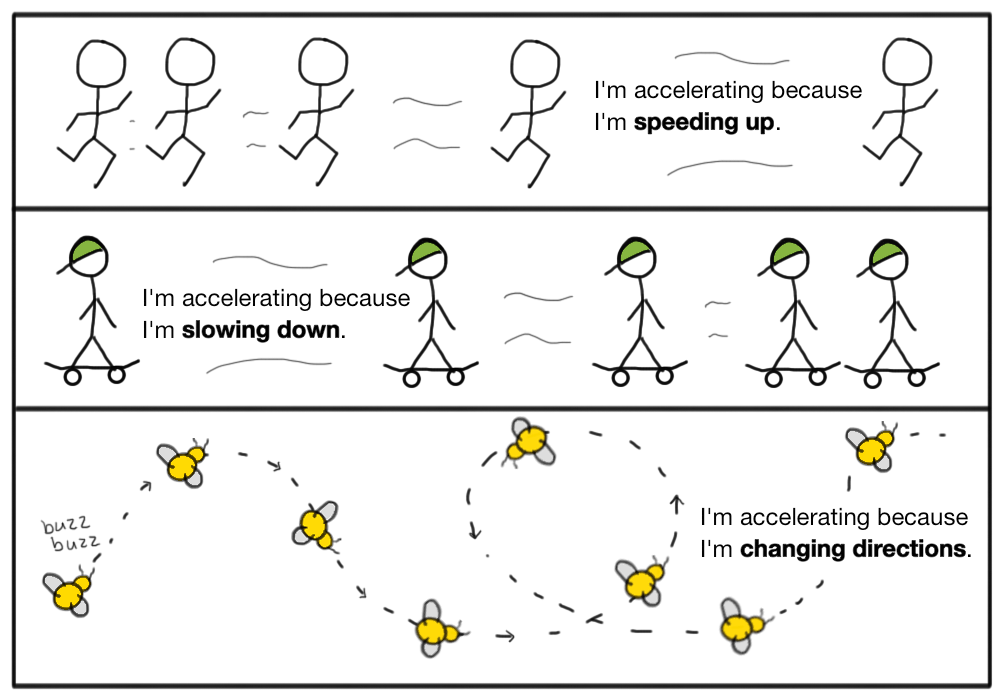 I'm accelerating because
I'm speeding up.
I'm accelerating because
I'm slowing down.
buzz
buzz
I'm accelerating because
I'm changing directions.